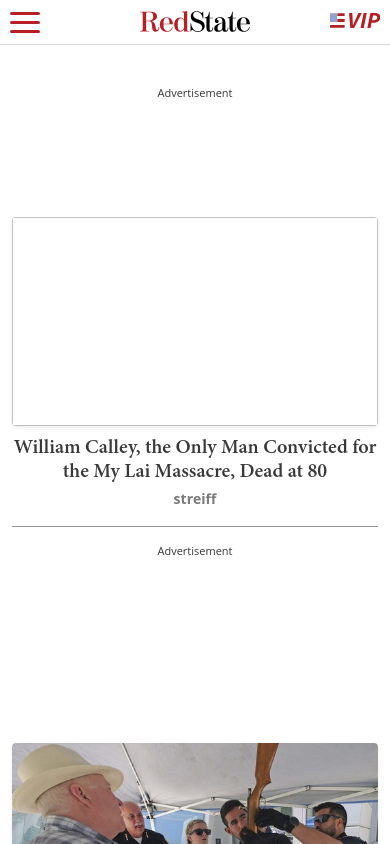 RedState
VIP
Advertisement
William Calley, the Only Man Convicted for
the My Lai Massacre, Dead at 80
streiff
Advertisement